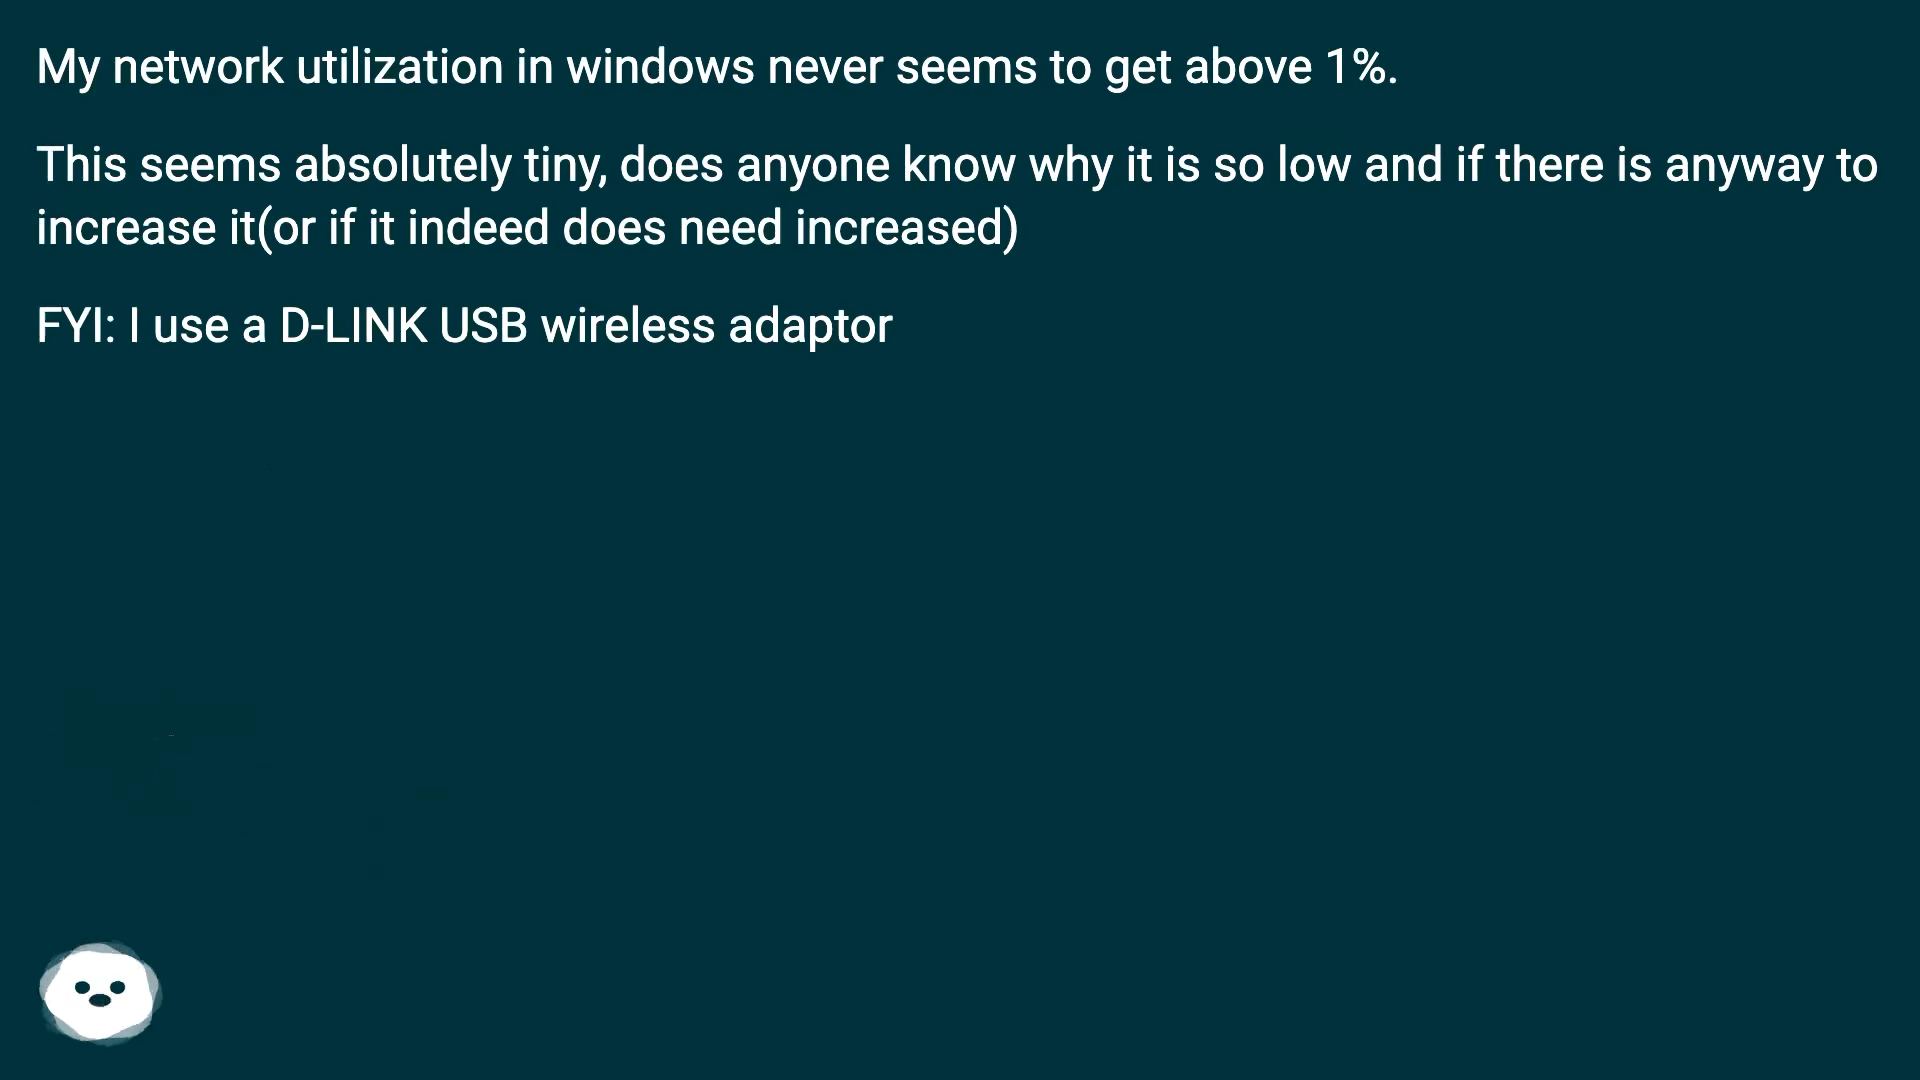 My network utilization in windows never seems to get above 1%.
This seems absolutely tiny, does anyone know why it is so low and if there is anyway to
increase it(or if it indeed does need increased)
FYI: I use a D-LINK USB wireless adaptor